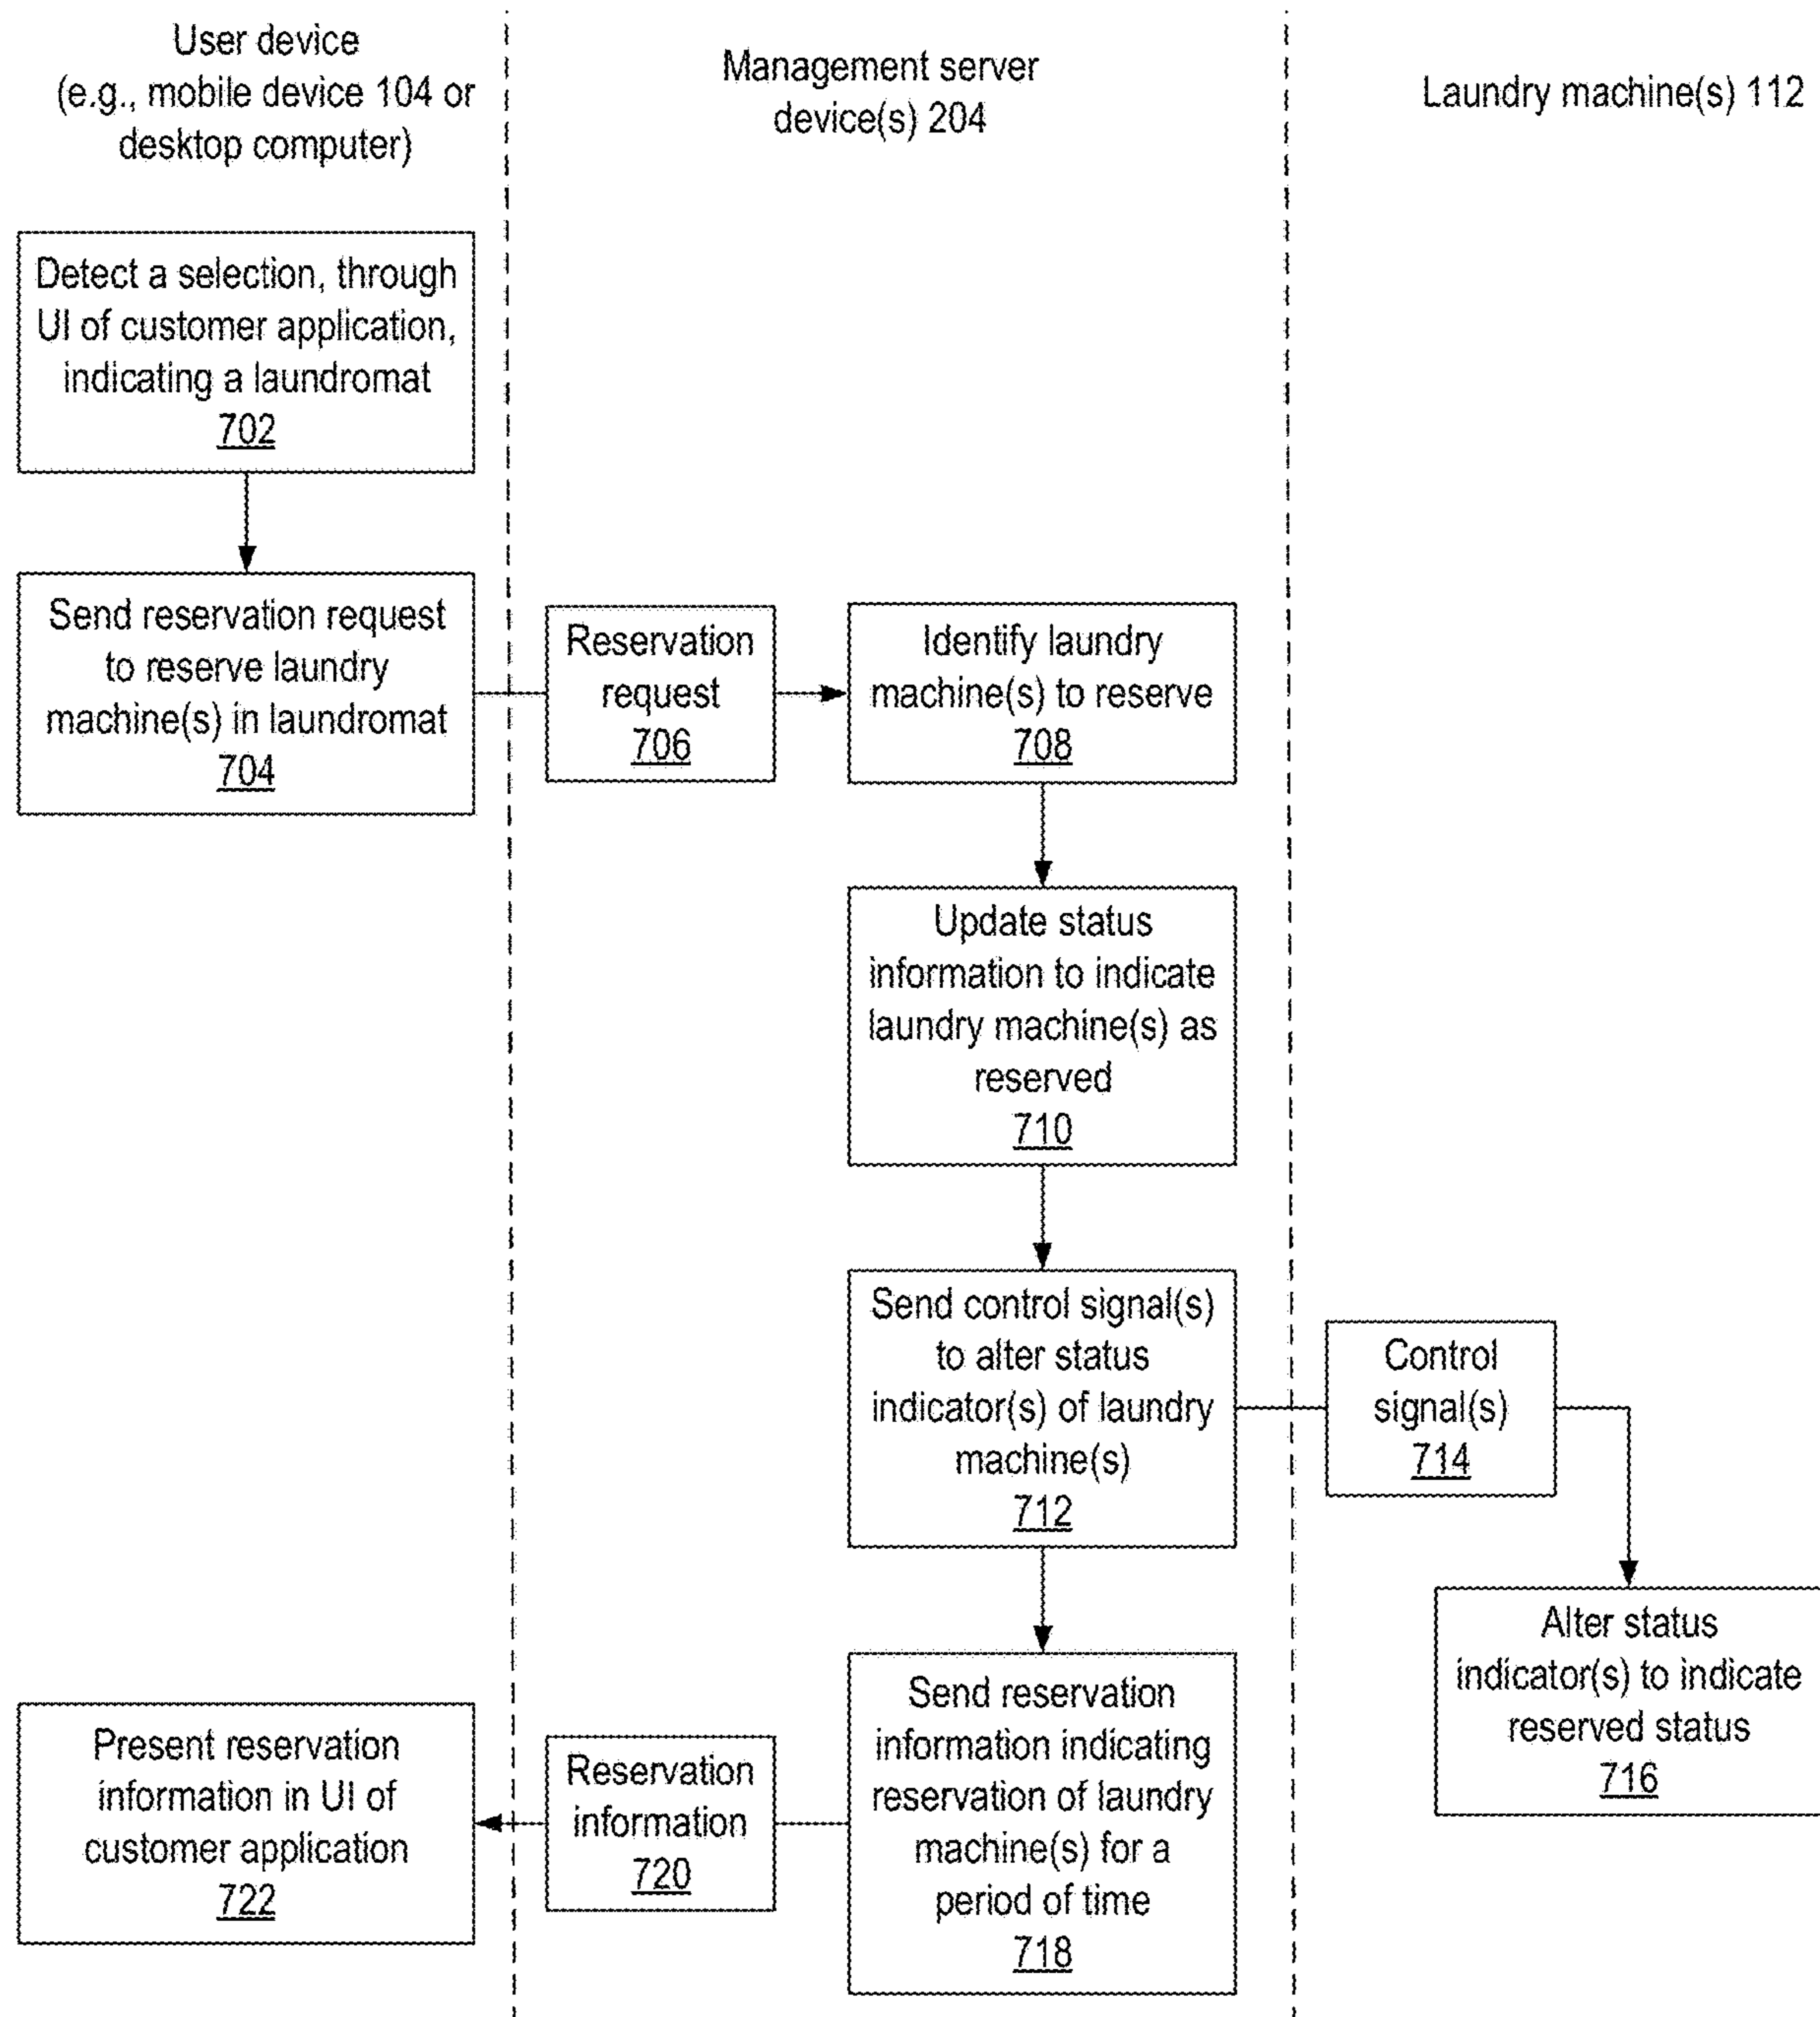 User device
(e.g., mobile device 104 or
desktop computer)
Management server
device(s) 204
Laundry machine(s) 112
Detect a selection, through
UI of customer application,
indicating a laundromat
702
Send reservation request
to reserve laundry
machine(s) in laundromat
704
Reservation
request
706
Identify laundry
machine(s) to reserve
708
Update status
information to indicate
laundry machine(s) as
reserved
710
Send control signal(s)
to alter status
indicator(s) of laundry
machine(s)
712
Control
signal(s)
714
Alter status
indicator(s) to indicate
reserved status
716
Send reservation
information indicating
reservation of laundry
machine(s) for a
period of time
718
Reservation
information
720
Present reservation
information in UI of
customer application
722